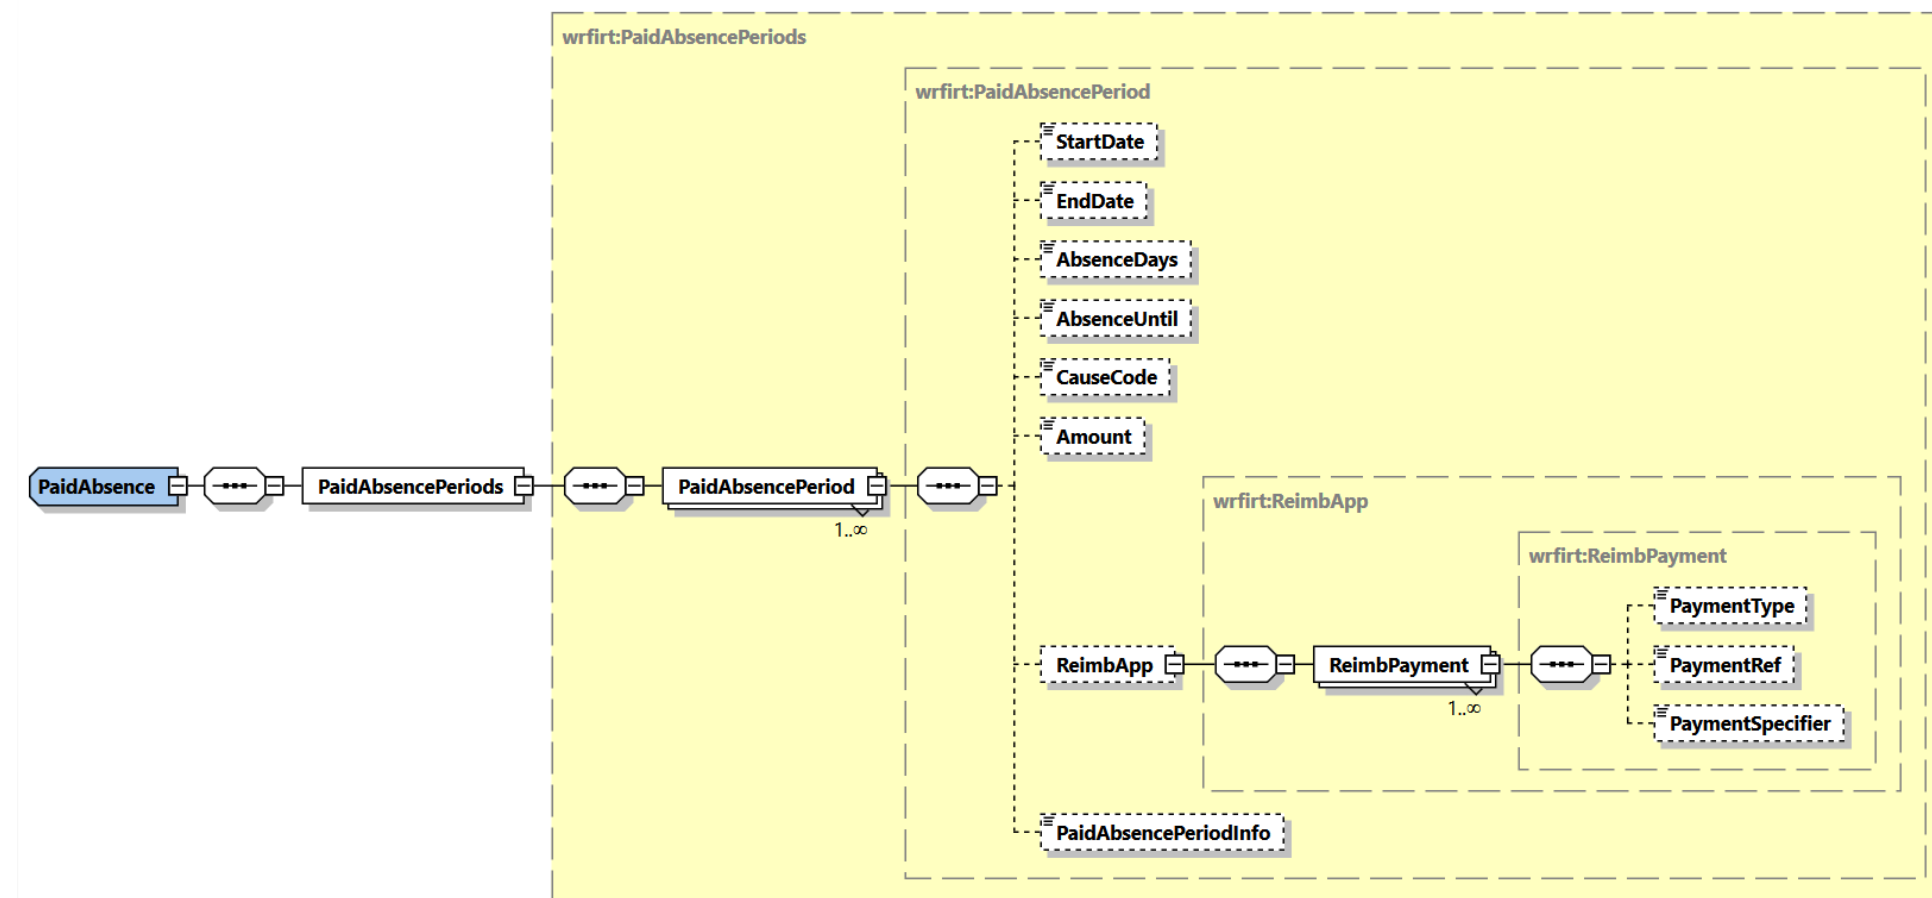 wrfirt:PaidAbsencePeriods
wrfirt:PaidAbsencePeriod
StartDate
EndDate
AbsenceDays
AbsenceUntil
CauseCode
Amount
PaidAbsence
PaidAbsencePeriods
PaidAbsencePeriod
1..∞
wrfirt:ReimbApp
wrfirt:ReimbPayment
PaymentType
ReimbApp
ReimbPayment
1..∞
PaymentRef
PaymentSpecifier
PaidAbsencePeriodInfo